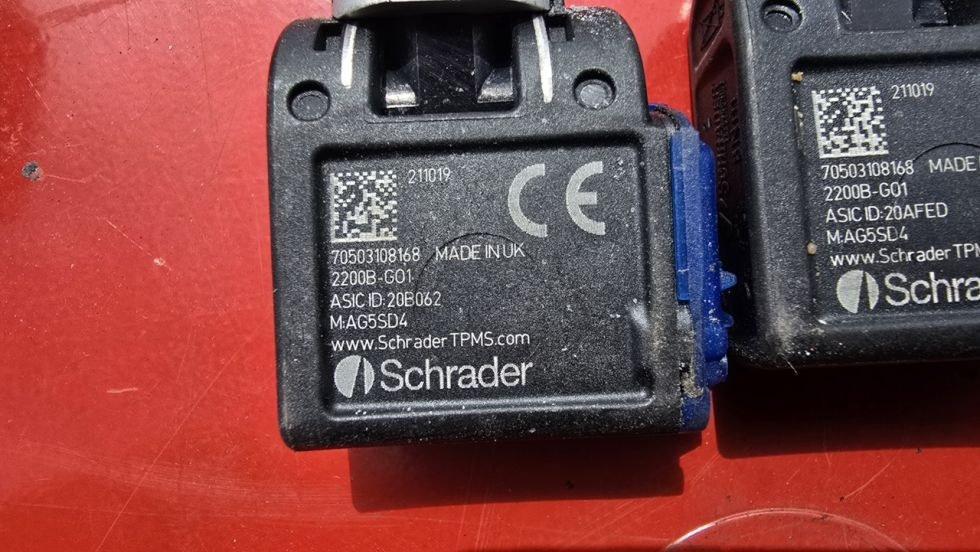 211019
CE
70503108168 MADE IN UK
2200B-G01
ASIC ID:20B062
M:AG5SD4
www.SchraderTPMS.com
Schrader
211019
70503108168 MADE
2200B-G01
ASIC ID:20AFED
M:AG5SD4
www.SchraderTPM
Schra